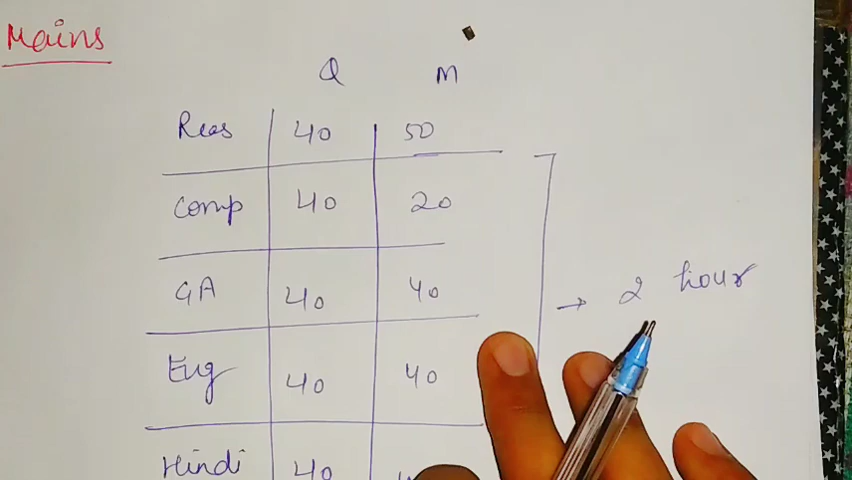 Mains
Q M
Reas 40 50
Comp 40 20
GA 40 40
→ 2 hour
Eng 40 40
Hindi 40